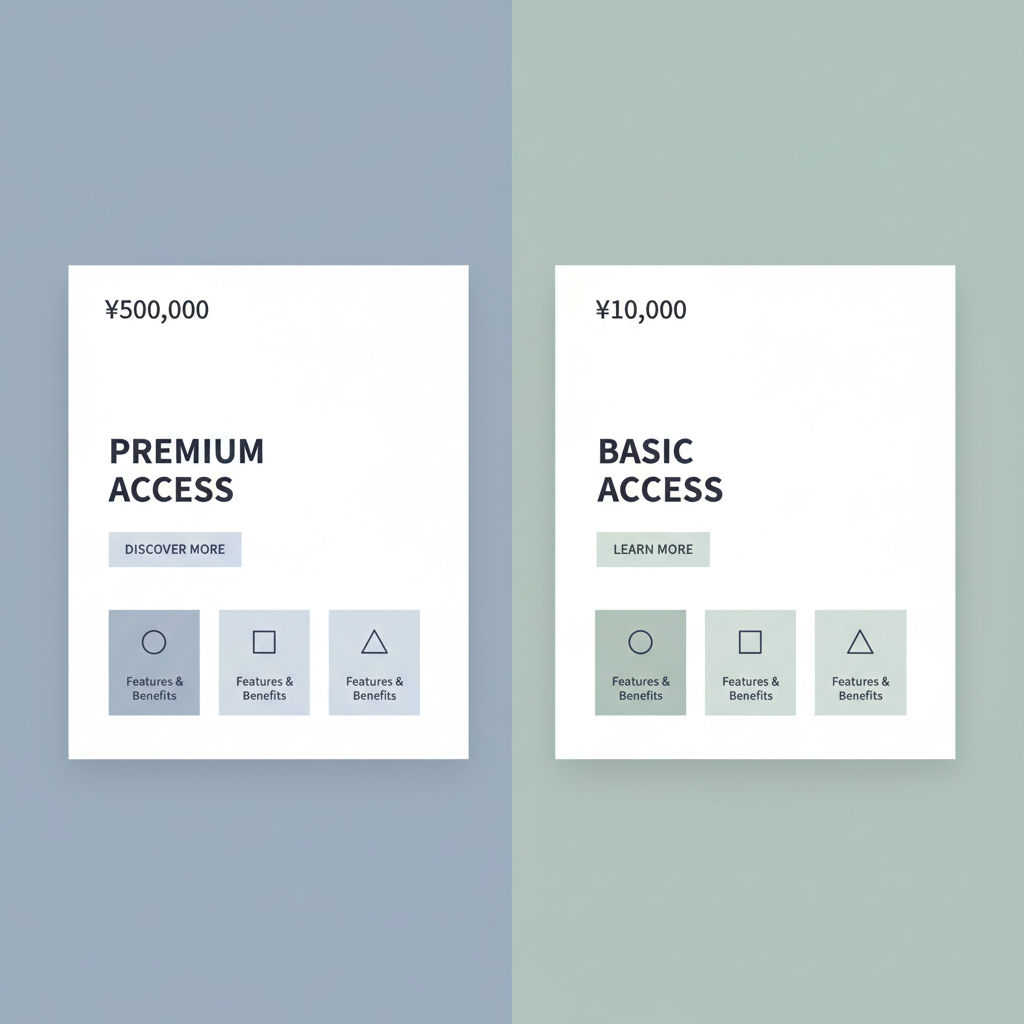 ¥500,000
PREMIUM
ACCESS
DISCOVER MORE
Features &
Benefits
Features &
Benefits
Features &
Benefits
¥10,000
BASIC
ACCESS
LEARN MORE
Features &
Benefits
Features &
Benefits
Features &
Benefits